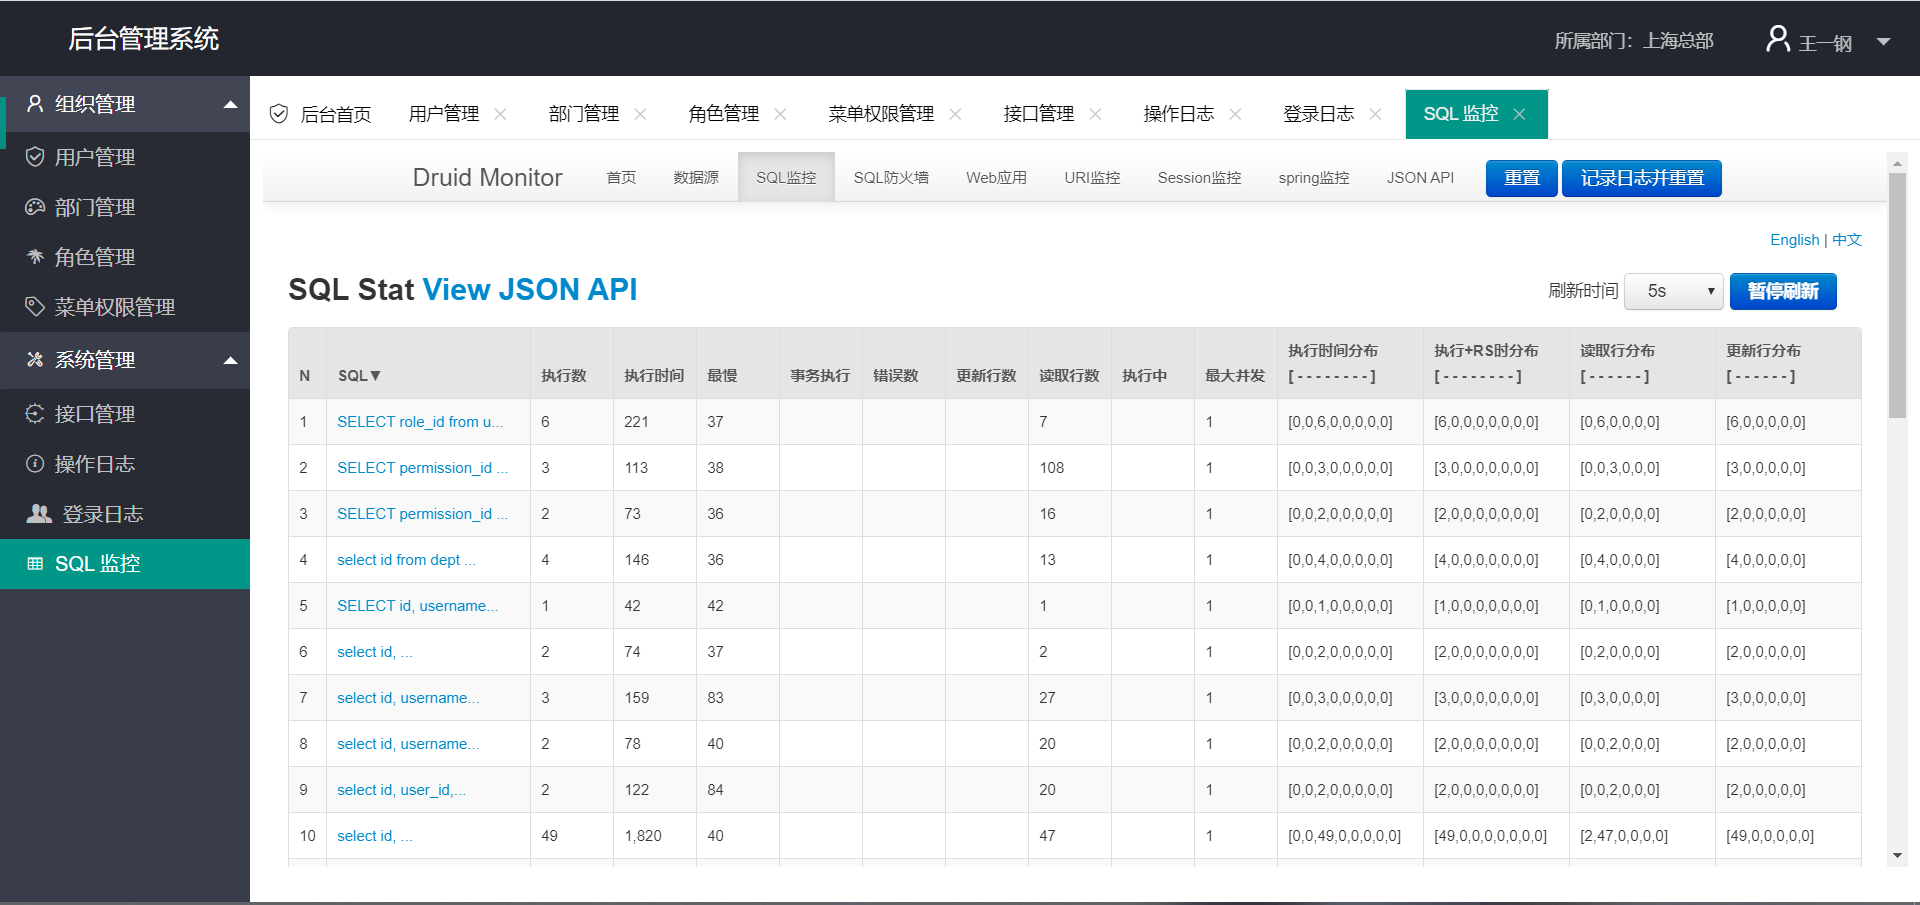 后台管理系统
所属部门：上海总部
王一钢
组织管理
用户管理
部门管理
角色管理
菜单权限管理
系统管理
接口管理
操作日志
登录日志
SQL 监控
后台首页 用户管理 部门管理 角色管理 菜单权限管理 接口管理 操作日志 登录日志 SQL 监控
Druid Monitor 首页 数据源 SQL监控 SQL防火墙 Web应用 URI监控 Session监控 spring监控 JSON API 重置 记录日志并重置
English | 中文
SQL Stat View JSON API
刷新时间 5s 暂停刷新
N SQL▼ 执行数 执行时间 最慢 事务执行 错误数 更新行数 读取行数 执行中 最大并发 执行时间分布 [ - - - - - - - - ] 执行+RS时分布 [ - - - - - - - - ] 读取行分布 [ - - - - - - ] 更新行分布 [ - - - - - - ]
1 SELECT role_id from u... 6 221 37 7 1 [0,0,6,0,0,0,0,0] [6,0,0,0,0,0,0,0] [0,6,0,0,0,0] [6,0,0,0,0,0]
2 SELECT permission_id ... 3 113 38 108 1 [0,0,3,0,0,0,0,0] [3,0,0,0,0,0,0,0] [0,0,3,0,0,0] [3,0,0,0,0,0]
3 SELECT permission_id ... 2 73 36 16 1 [0,0,2,0,0,0,0,0] [2,0,0,0,0,0,0,0] [0,2,0,0,0,0] [2,0,0,0,0,0]
4 select id from dept ... 4 146 36 13 1 [0,0,4,0,0,0,0,0] [4,0,0,0,0,0,0,0] [0,4,0,0,0,0] [4,0,0,0,0,0]
5 SELECT id, username... 1 42 42 1 1 [0,0,1,0,0,0,0,0] [1,0,0,0,0,0,0,0] [0,1,0,0,0,0] [1,0,0,0,0,0]
6 select id, ... 2 74 37 2 1 [0,0,2,0,0,0,0,0] [2,0,0,0,0,0,0,0] [0,2,0,0,0,0] [2,0,0,0,0,0]
7 select id, username... 3 159 83 27 1 [0,0,3,0,0,0,0,0] [3,0,0,0,0,0,0,0] [0,3,0,0,0,0] [3,0,0,0,0,0]
8 select id, username... 2 78 40 20 1 [0,0,2,0,0,0,0,0] [2,0,0,0,0,0,0,0] [0,0,2,0,0,0] [2,0,0,0,0,0]
9 select id, user_id,... 2 122 84 20 1 [0,0,2,0,0,0,0,0] [2,0,0,0,0,0,0,0] [0,0,2,0,0,0] [2,0,0,0,0,0]
10 select id, ... 49 1,820 40 47 1 [0,0,49,0,0,0,0,0] [49,0,0,0,0,0,0,0] [2,47,0,0,0,0] [49,0,0,0,0,0]